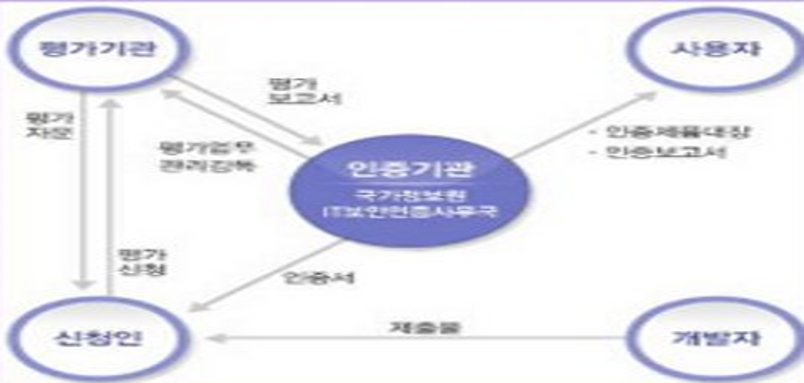 평가기관
사용자
평가
보고서
평가
자문
평가업무
관리감독
인증기관
국가정보원
IT보안인증사무국
- 인증제품대장
- 인증보고서
평가
신청
인증서
신청인
제출물
개발자